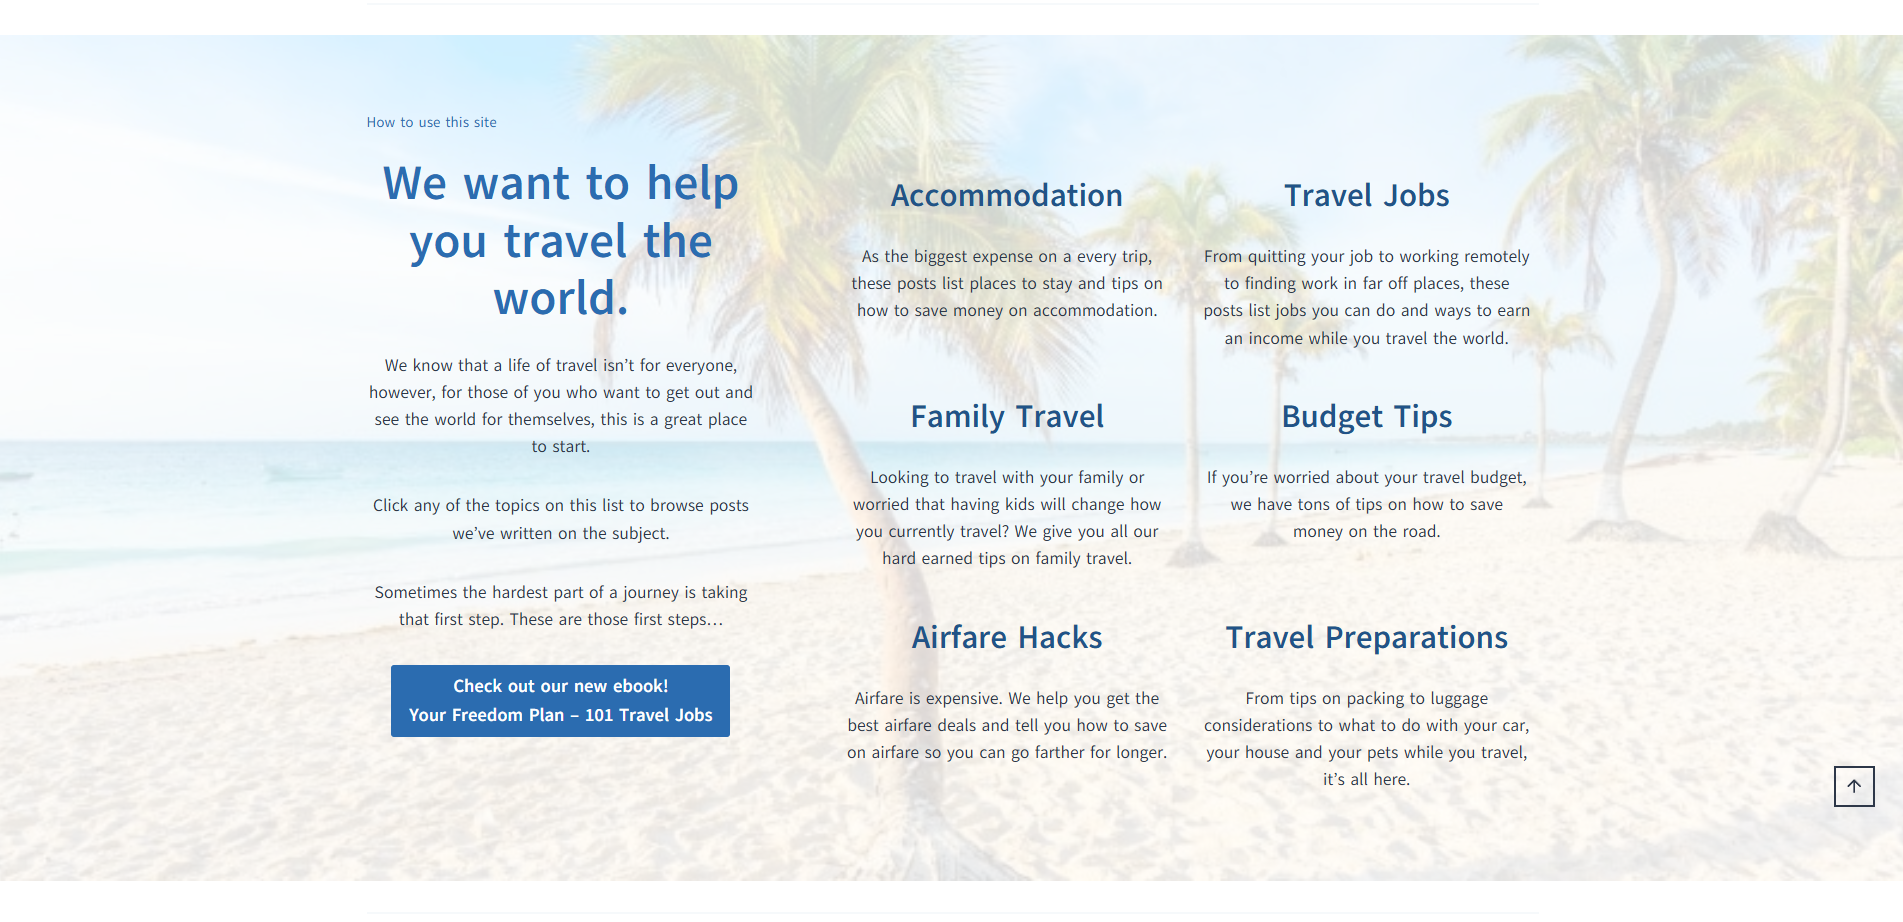 How to use this site
We want to help
you travel the
world.
We know that a life of travel isn’t for everyone,
however, for those of you who want to get out and
see the world for themselves, this is a great place
to start.
Click any of the topics on this list to browse posts
we’ve written on the subject.
Sometimes the hardest part of a journey is taking
that first step. These are those first steps…
Check out our new ebook!
Your Freedom Plan – 101 Travel Jobs
Accommodation
As the biggest expense on a every trip,
these posts list places to stay and tips on
how to save money on accommodation.
Travel Jobs
From quitting your job to working remotely
to finding work in far off places, these
posts list jobs you can do and ways to earn
an income while you travel the world.
Family Travel
Looking to travel with your family or
worried that having kids will change how
you currently travel? We give you all our
hard earned tips on family travel.
Budget Tips
If you’re worried about your travel budget,
we have tons of tips on how to save
money on the road.
Airfare Hacks
Airfare is expensive. We help you get the
best airfare deals and tell you how to save
on airfare so you can go farther for longer.
Travel Preparations
From tips on packing to luggage
considerations to what to do with your car,
your house and your pets while you travel,
it’s all here.